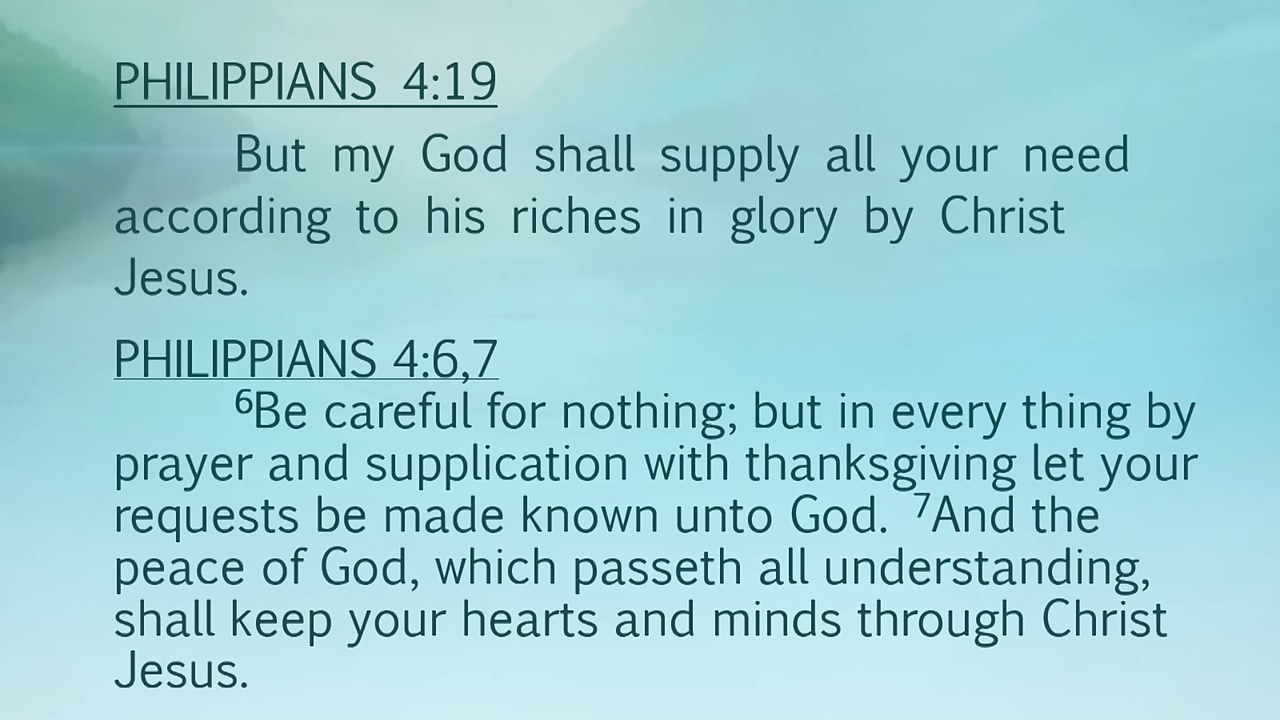 PHILIPPIANS 4:19
But my God shall supply all your need
according to his riches in glory by Christ
Jesus.
PHILIPPIANS 4:6,7
⁶Be careful for nothing; but in every thing by
prayer and supplication with thanksgiving let your
requests be made known unto God. ⁷And the
peace of God, which passeth all understanding,
shall keep your hearts and minds through Christ
Jesus.